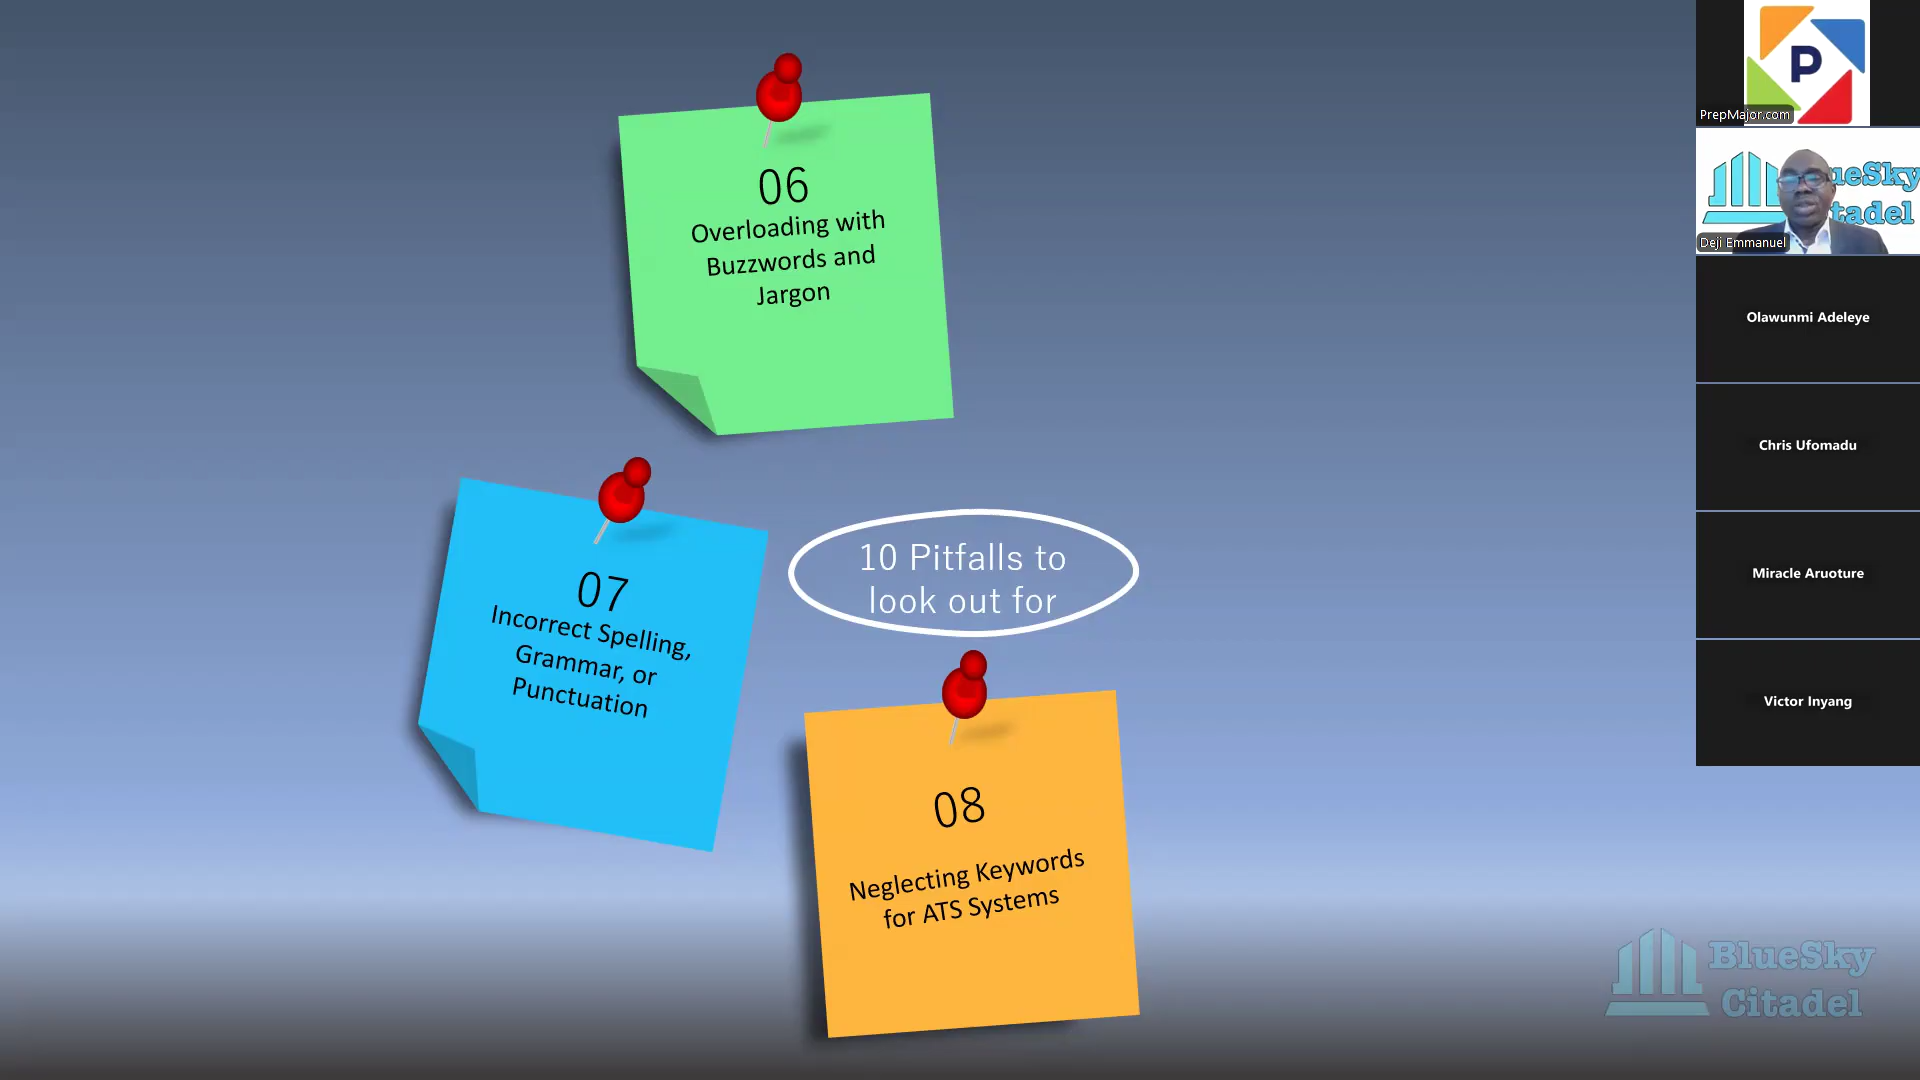 06
Overloading with
Buzzwords and
Jargon
07
Incorrect Spelling,
Grammar, or
Punctuation
10 Pitfalls to
look out for
08
Neglecting Keywords
for ATS Systems
BlueSky
Citadel
P
PrepMajor.com
ueSky
tadel
Deji Emmanuel
Olawunmi Adeleye
Chris Ufomadu
Miracle Aruoture
Victor Inyang